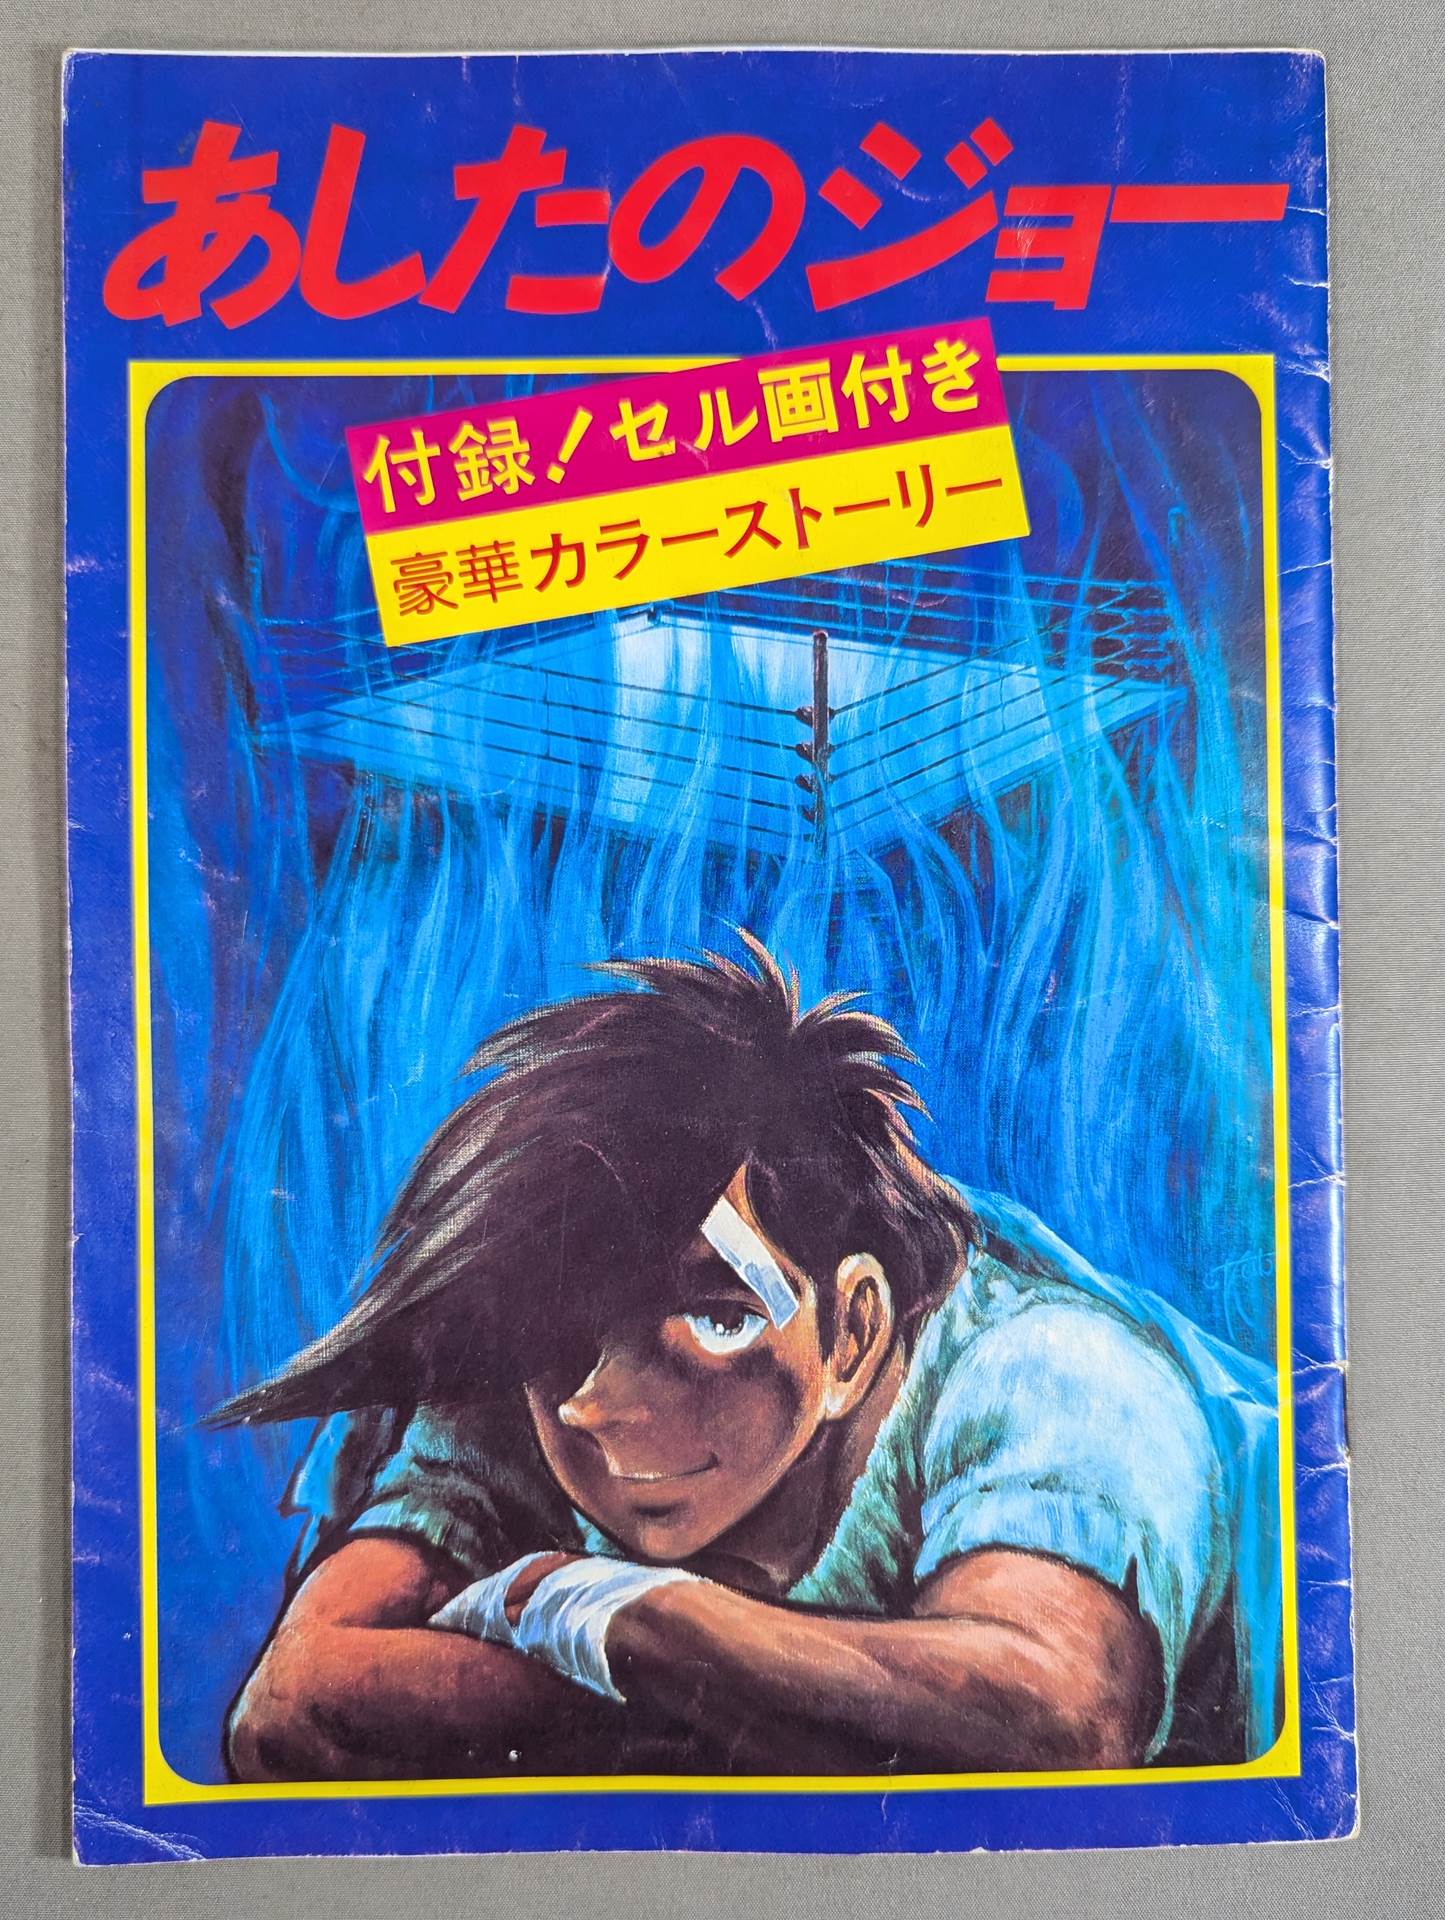 あしたのジョー
付録!セル画付き
豪華カラーストーリー